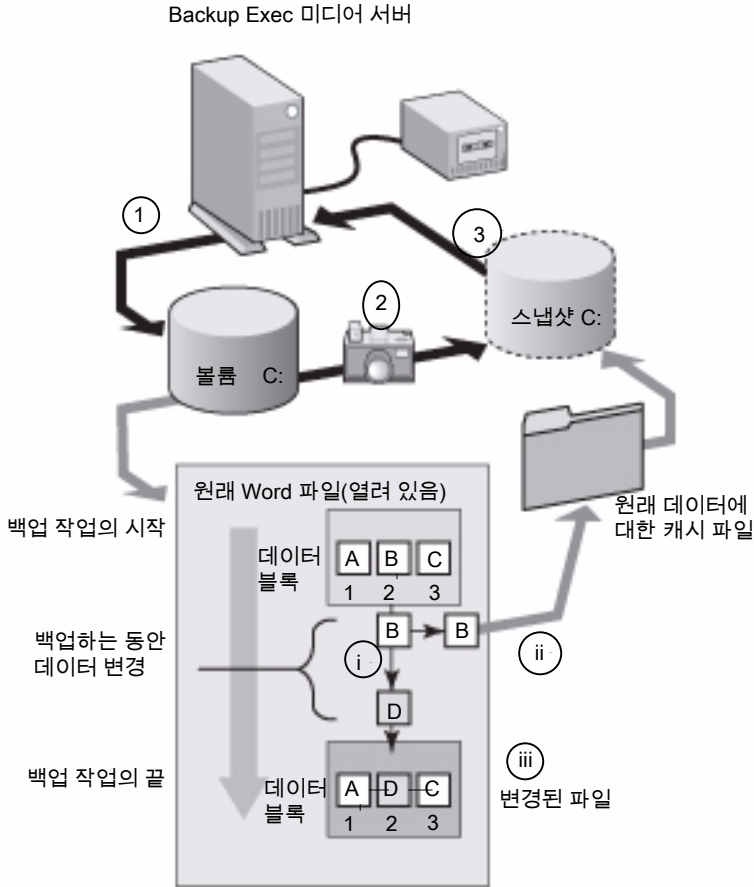 Backup Exec 미디어 서버
1
3
2
스냅샷 C:
볼륨 C:
원래 Word 파일(열려 있음)
백업 작업의 시작
원래 데이터에
대한 캐시 파일
데이터
블록
A B C
1 2 3
백업하는 동안
데이터 변경
B B
i
ii
D
백업 작업의 끝
데이터
블록
A D C
1 2 3
iii
변경된 파일